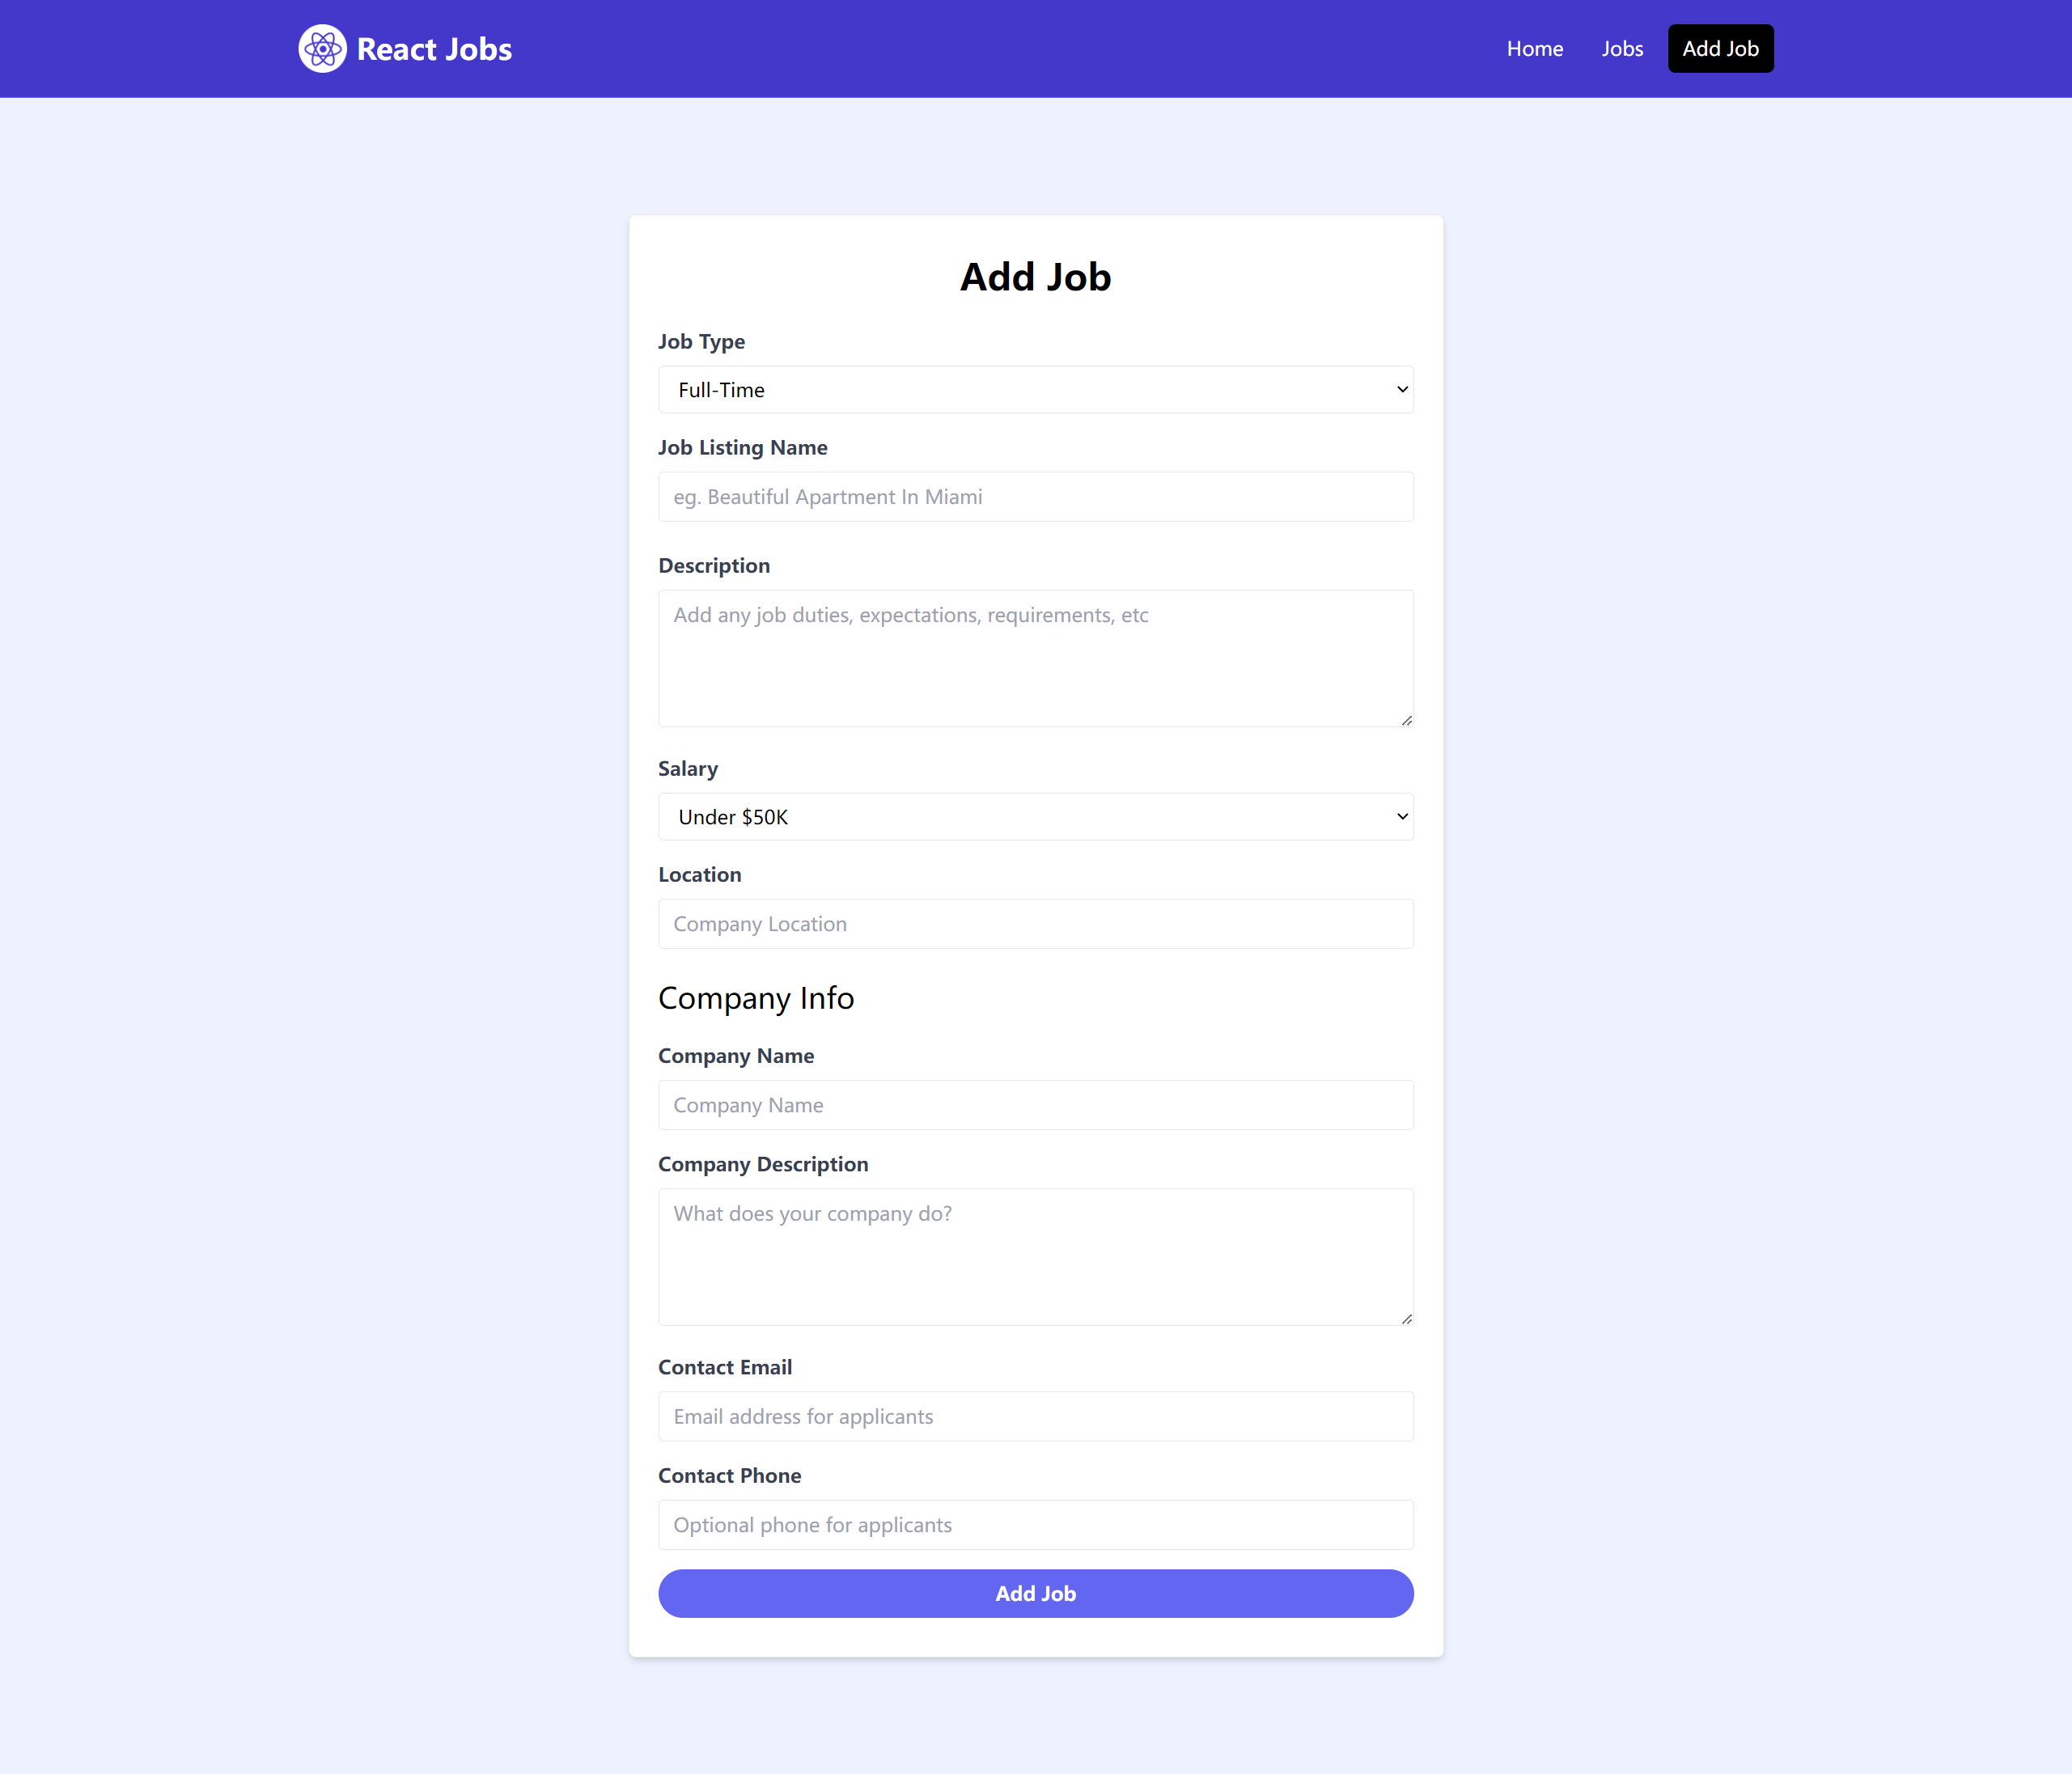 React Jobs
Home
Jobs
Add Job
Add Job
Job Type
Full-Time
Job Listing Name
eg. Beautiful Apartment In Miami
Description
Add any job duties, expectations, requirements, etc
Salary
Under $50K
Location
Company Location
Company Info
Company Name
Company Name
Company Description
What does your company do?
Contact Email
Email address for applicants
Contact Phone
Optional phone for applicants
Add Job